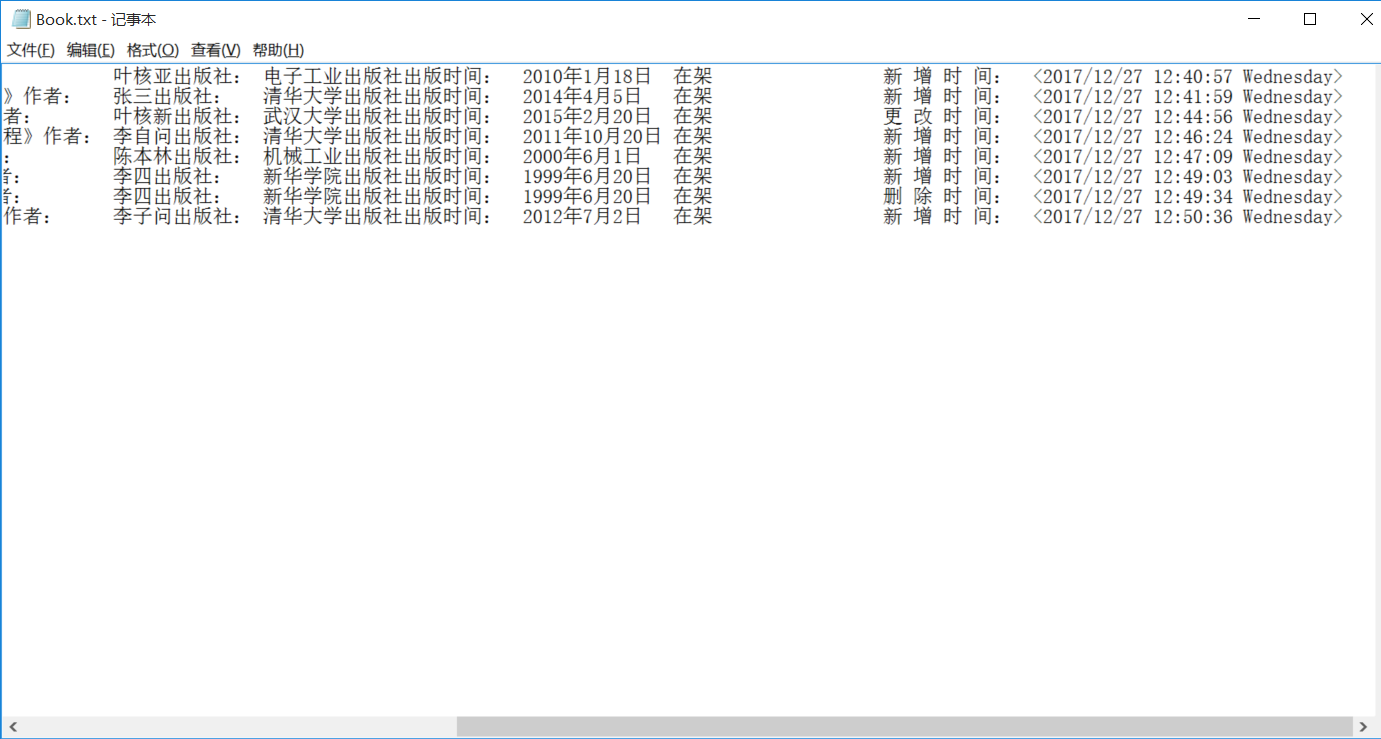 Book.txt - 记事本
文件(F) 编辑(E) 格式(O) 查看(V) 帮助(H)
叶核亚出版社： 电子工业出版社出版时间： 2010年1月18日 在架 新 增 时 间： <2017/12/27 12:40:57 Wednesday>
》作者： 张三出版社： 清华大学出版社出版时间： 2014年4月5日 在架 新 增 时 间： <2017/12/27 12:41:59 Wednesday>
者： 叶核新出版社： 武汉大学出版社出版时间： 2015年2月20日 在架 更 改 时 间： <2017/12/27 12:44:56 Wednesday>
程》作者： 李自问出版社： 清华大学出版社出版时间： 2011年10月20日 在架 新 增 时 间： <2017/12/27 12:46:24 Wednesday>
： 陈本林出版社： 机械工业出版社出版时间： 2000年6月1日 在架 新 增 时 间： <2017/12/27 12:47:09 Wednesday>
者： 李四出版社： 新华学院出版社出版时间： 1999年6月20日 在架 新 增 时 间： <2017/12/27 12:49:03 Wednesday>
者： 李四出版社： 新华学院出版社出版时间： 1999年6月20日 在架 删 除 时 间： <2017/12/27 12:49:34 Wednesday>
作者： 李子问出版社： 清华大学出版社出版时间： 2012年7月2日 在架 新 增 时 间： <2017/12/27 12:50:36 Wednesday>